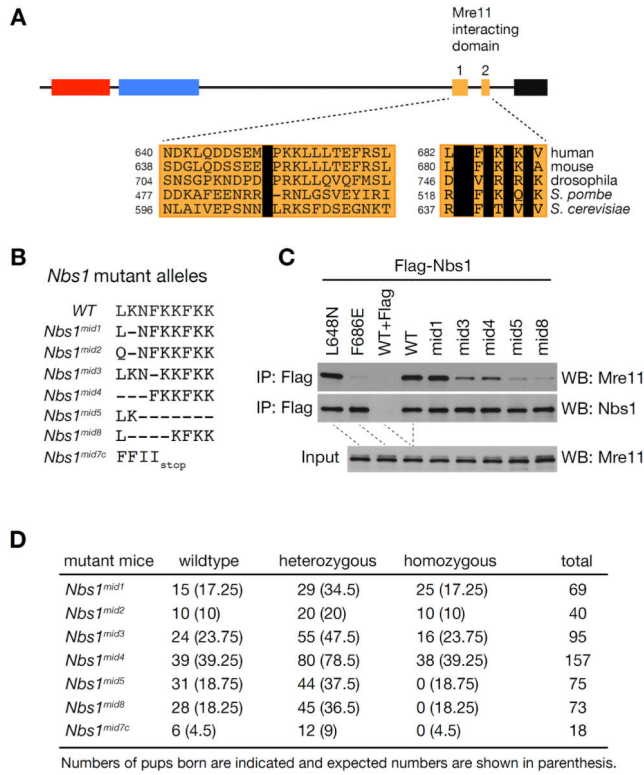 A
Mre11
interacting
domain
1 2
640 NDKLQDDSEM PKKLLLTEFRSL 682 L F K K V human
638 SDGLQDSSEE PKKLLLTEFRSL 680 L F K K A mouse
704 SNSGPKNDPD PRKLLQVQFMSL 746 D V R R K drosophila
477 DDKAFEENRR -RNLGSVEYIRI 518 R F K Q K S. pombe
596 NLAIVEPSNN LRKSFDSEGNKT 637 R F T V K S. cerevisiae
B
Nbs1 mutant alleles
WT LKNFKKFKK
Nbs1mid1 L-NFKKFKK
Nbs1mid2 Q-NFKKFKK
Nbs1mid3 LKN-KKFKK
Nbs1mid4 ---FKKFKK
Nbs1mid5 LK-------
Nbs1mid8 L----KFKK
Nbs1mid7c FFIIstop
C
Flag-Nbs1
L648N F686E WT+Flag WT mid1 mid3 mid4 mid5 mid8
IP: Flag WB: Mre11
IP: Flag WB: Nbs1
Input WB: Mre11
D
mutant mice wildtype heterozygous homozygous total
Nbs1mid1 15 (17.25) 29 (34.5) 25 (17.25) 69
Nbs1mid2 10 (10) 20 (20) 10 (10) 40
Nbs1mid3 24 (23.75) 55 (47.5) 16 (23.75) 95
Nbs1mid4 39 (39.25) 80 (78.5) 38 (39.25) 157
Nbs1mid5 31 (18.75) 44 (37.5) 0 (18.75) 75
Nbs1mid8 28 (18.25) 45 (36.5) 0 (18.25) 73
Nbs1mid7c 6 (4.5) 12 (9) 0 (4.5) 18
Numbers of pups born are indicated and expected numbers are shown in parenthesis.